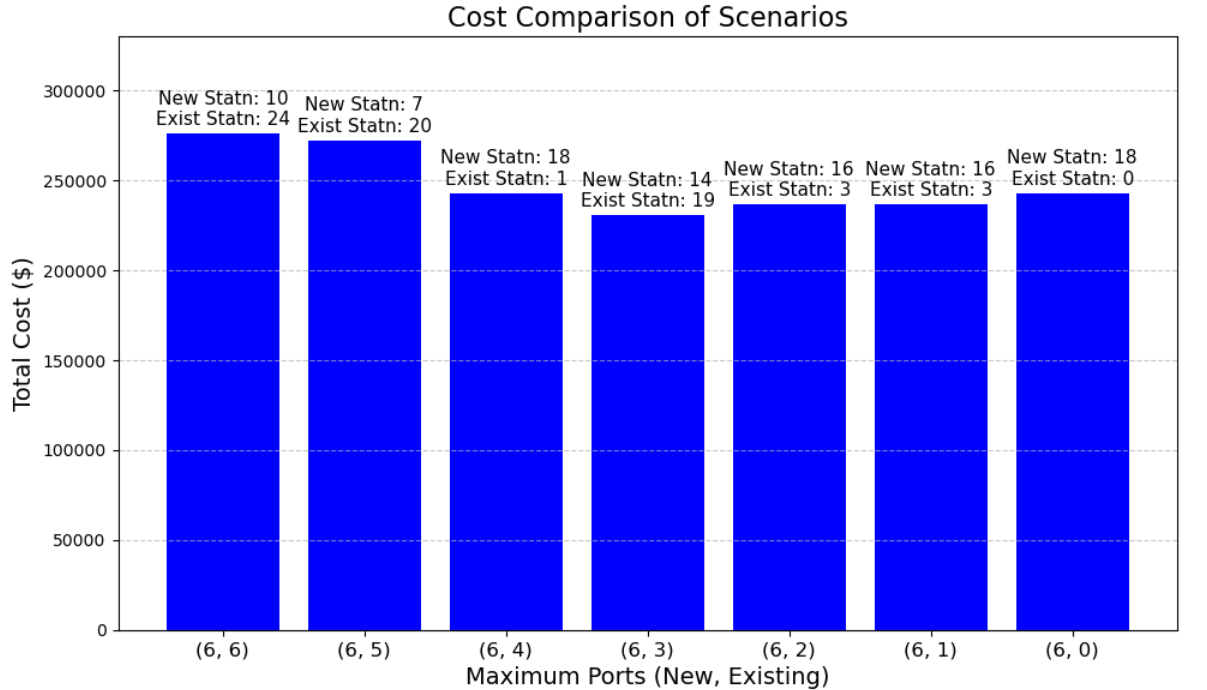 Cost Comparison of Scenarios
Total Cost ($)
300000
250000
200000
150000
100000
50000
0
New Statn: 10
Exist Statn: 24
New Statn: 7
Exist Statn: 20
New Statn: 18
Exist Statn: 1
New Statn: 14
Exist Statn: 19
New Statn: 16
Exist Statn: 3
New Statn: 16
Exist Statn: 3
New Statn: 18
Exist Statn: 0
(6, 6) (6, 5) (6, 4) (6, 3) (6, 2) (6, 1) (6, 0)
Maximum Ports (New, Existing)